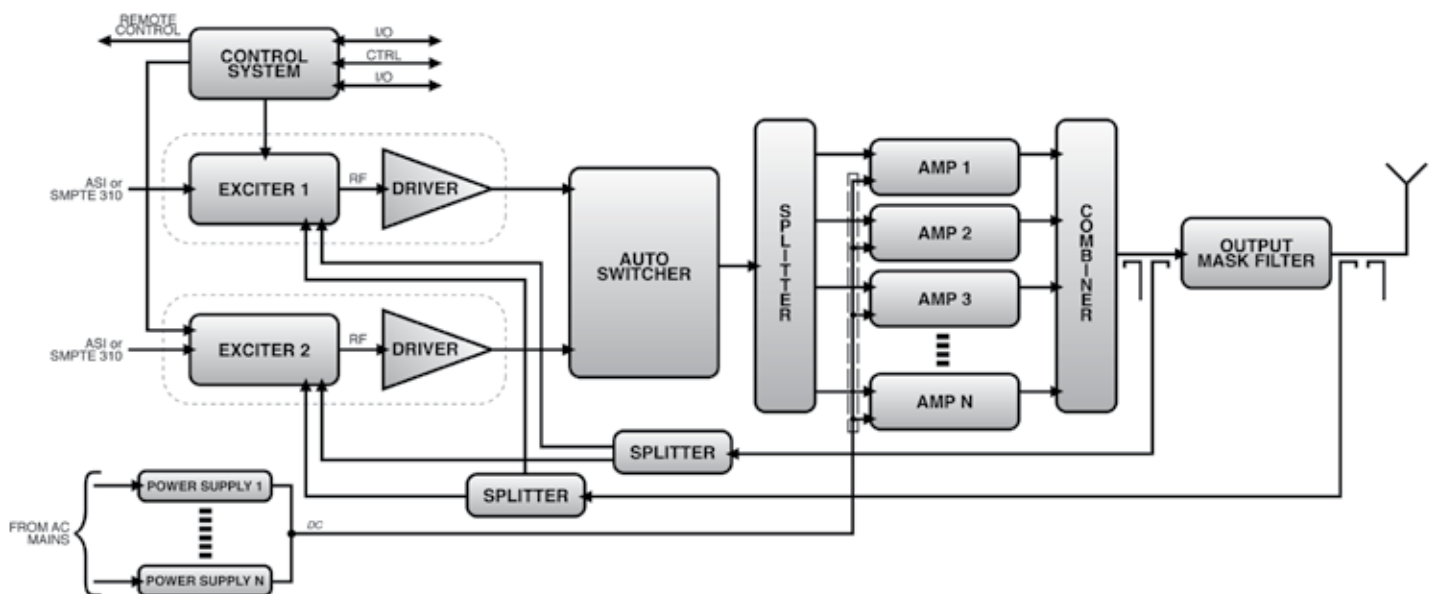 REMOTE
CONTROL
CONTROL
SYSTEM
I/O
CTRL
I/O
ASI or
SMPTE 310
EXCITER 1
RF
DRIVER
ASI or
SMPTE 310
EXCITER 2
RF
DRIVER
AUTO
SWITCHER
SPLITTER
AMP 1
AMP 2
AMP 3
AMP N
COMBINER
OUTPUT
MASK FILTER
SPLITTER
SPLITTER
FROM AC
MAINS
POWER SUPPLY 1
POWER SUPPLY N
DC